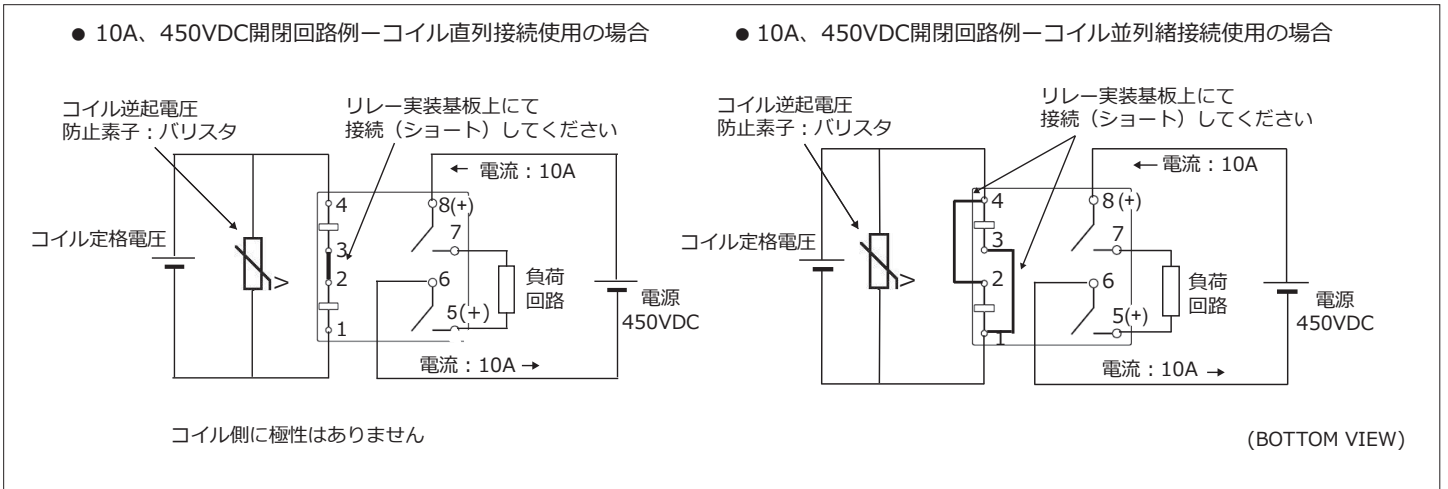 ● 10A、450VDC開閉回路例ーコイル直列接続使用の場合
コイル逆起電圧
防止素子：バリスタ
リレー実装基板上にて
接続（ショート）してください
← 電流：10A
4
8(+)
7
コイル定格電圧
3
2
6
V
負荷
回路
電源
450VDC
5(+)
1
電流：10A →
コイル側に極性はありません
● 10A、450VDC開閉回路例ーコイル並列緒接続使用の場合
コイル逆起電圧
防止素子：バリスタ
リレー実装基板上にて
接続（ショート）してください
← 電流：10A
4
8(+)
7
コイル定格電圧
3
2
6
V
負荷
回路
電源
450VDC
5(+)
1
電流：10A →
(BOTTOM VIEW)